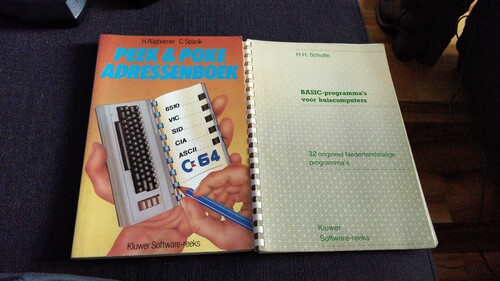 H. Rügheimer C. Spanik
PEEK & POKE
ADRESSENBOEK
6510
VIC
SID
CIA
ASCII
C-64
Kluwer Software-reeks
H.H. Schulte
BASIC-programma's
voor huiscomputers
32 origineel Nederlandstalige
programma's
Kluwer
Software-reeks